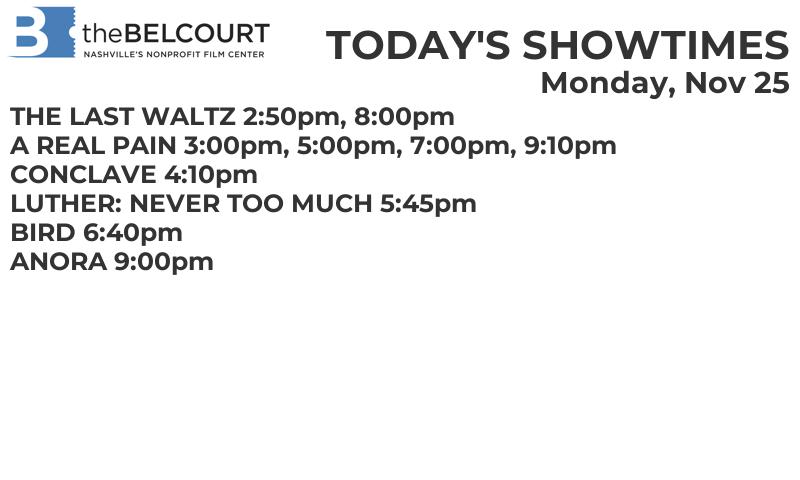 B theBELCOURT
NASHVILLE'S NONPROFIT FILM CENTER
TODAY'S SHOWTIMES
Monday, Nov 25
THE LAST WALTZ 2:50pm, 8:00pm
A REAL PAIN 3:00pm, 5:00pm, 7:00pm, 9:10pm
CONCLAVE 4:10pm
LUTHER: NEVER TOO MUCH 5:45pm
BIRD 6:40pm
ANORA 9:00pm